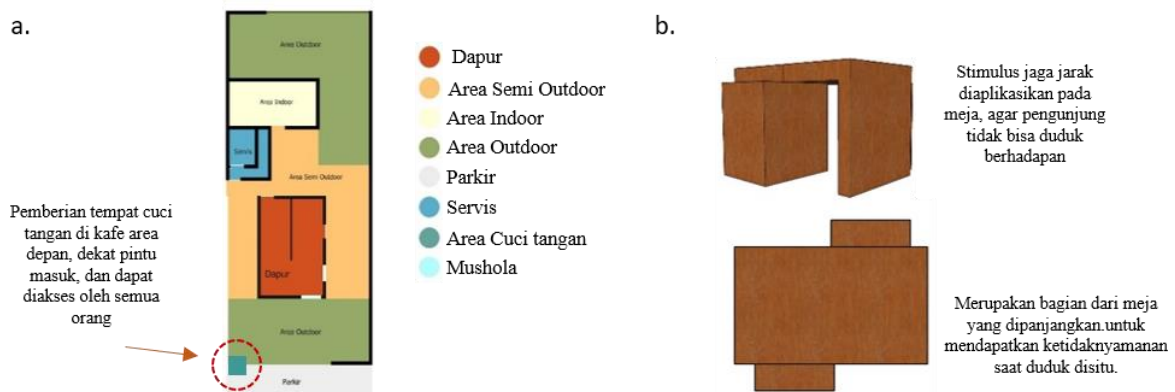 a.
Area Outdoor
Area Indoor
Servis
Area Semi Outdoor
Dapur
Area Outdoor
Parkir
Pemberian tempat cuci
tangan di kafe area
depan, dekat pintu
masuk, dan dapat
diakses oleh semua
orang
Dapur
Area Semi Outdoor
Area Indoor
Area Outdoor
Parkir
Servis
Area Cuci tangan
Mushola
b.
Stimulus jaga jarak
diaplikasikan pada
meja, agar pengunjung
tidak bisa duduk
berhadapan
Merupakan bagian dari meja
yang dipanjangkan.untuk
mendapatkan ketidaknyamanan
saat duduk disitu.